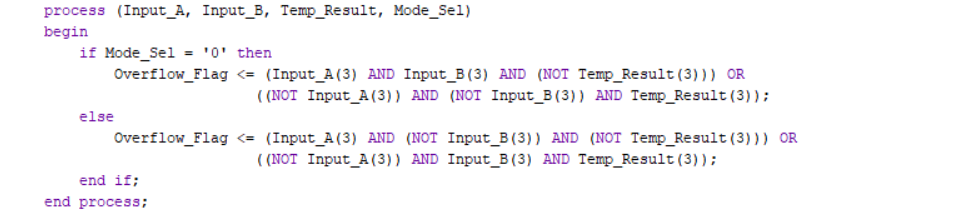 process (Input_A, Input_B, Temp_Result, Mode_Sel)
begin
    if Mode_Sel = '0' then
        Overflow_Flag <= (Input_A(3) AND Input_B(3) AND (NOT Temp_Result(3))) OR
                         ((NOT Input_A(3)) AND (NOT Input_B(3)) AND Temp_Result(3));
    else
        Overflow_Flag <= (Input_A(3) AND (NOT Input_B(3)) AND (NOT Temp_Result(3))) OR
                         ((NOT Input_A(3)) AND Input_B(3) AND Temp_Result(3));
    end if;
end process;